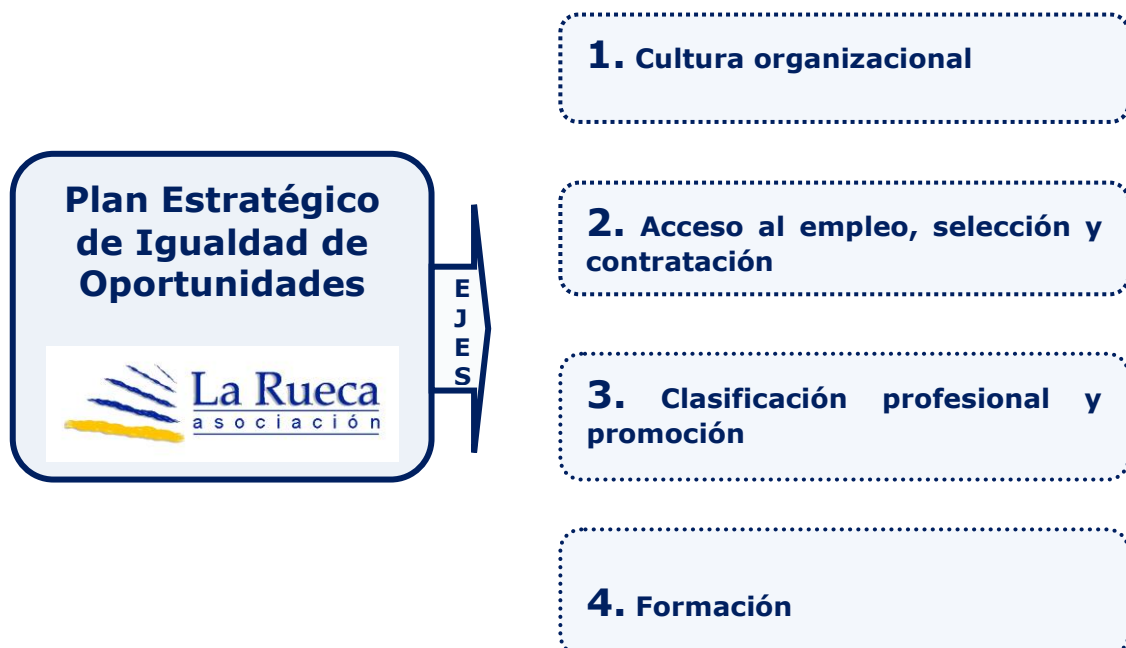 Plan Estratégico
de Igualdad de
Oportunidades
La Rueca
asociación
E
J
E
S
1. Cultura organizacional
2. Acceso al empleo, selección y
contratación
3. Clasificación profesional y
promoción
4. Formación